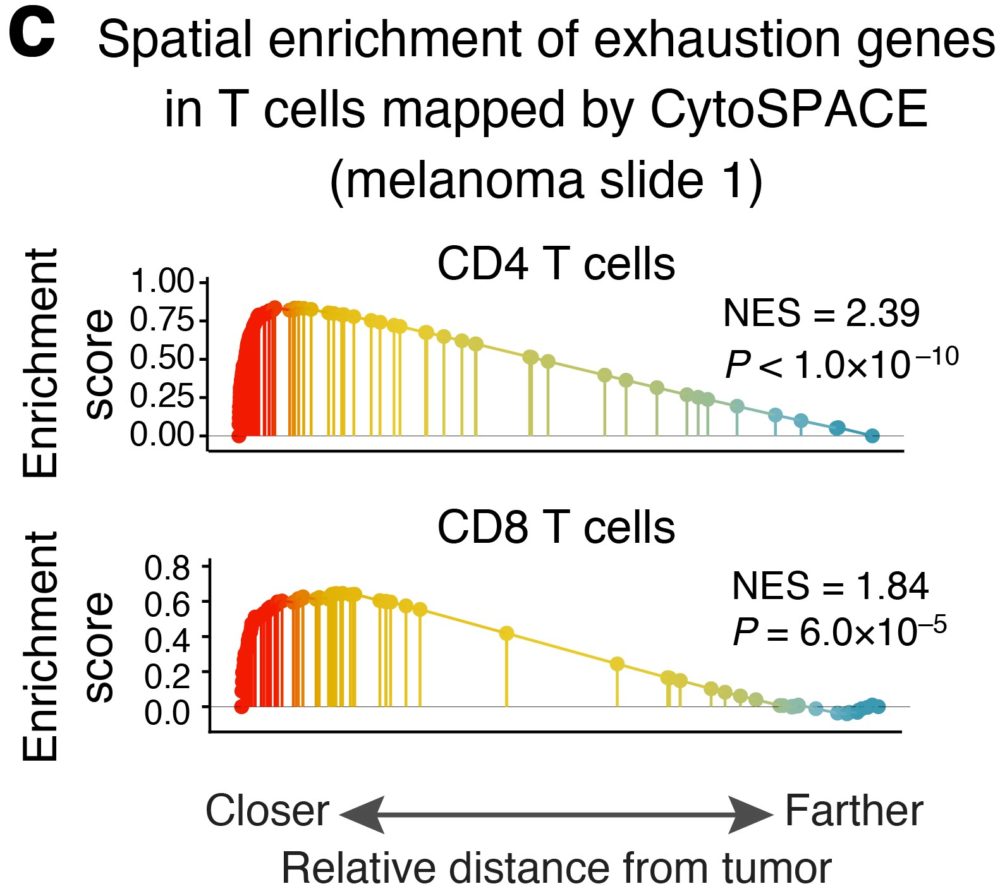 c Spatial enrichment of exhaustion genes
in T cells mapped by CytoSPACE
(melanoma slide 1)
CD4 T cells
Enrichment
score
1.00
0.75
0.50
0.25
0.00
NES = 2.39
P < 1.0×10⁻¹⁰
CD8 T cells
Enrichment
score
0.8
0.6
0.4
0.2
0.0
NES = 1.84
P = 6.0×10⁻⁵
Closer Farther
Relative distance from tumor